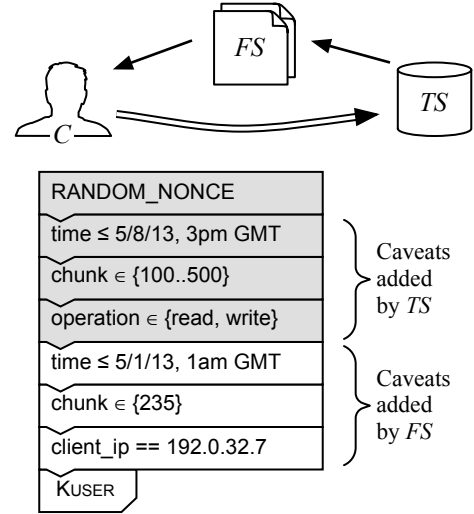 FS
TS
C
RANDOM_NONCE
time ≤ 5/8/13, 3pm GMT
chunk ∈ {100..500}
operation ∈ {read, write}
Caveats
added
by TS
time ≤ 5/1/13, 1am GMT
chunk ∈ {235}
client_ip == 192.0.32.7
Caveats
added
by FS
KUSER